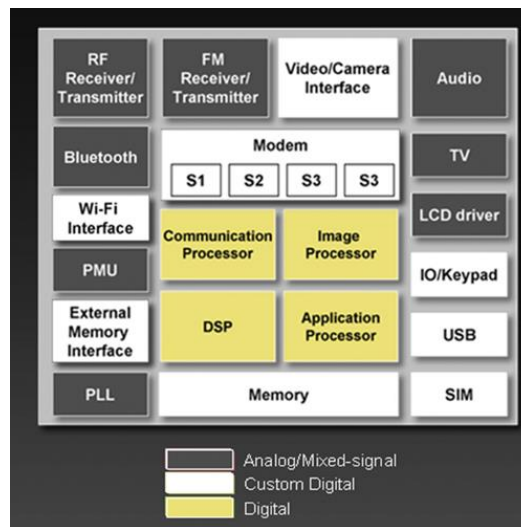 RF
Receiver/
Transmitter
FM
Receiver/
Transmitter
Video/Camera
Interface
Audio
Bluetooth
Modem
S1 S2 S3 S3
TV
Wi-Fi
Interface
Communication
Processor
Image
Processor
LCD driver
PMU
IO/Keypad
External
Memory
Interface
DSP
Application
Processor
USB
PLL
Memory
SIM
Analog/Mixed-signal
Custom Digital
Digital